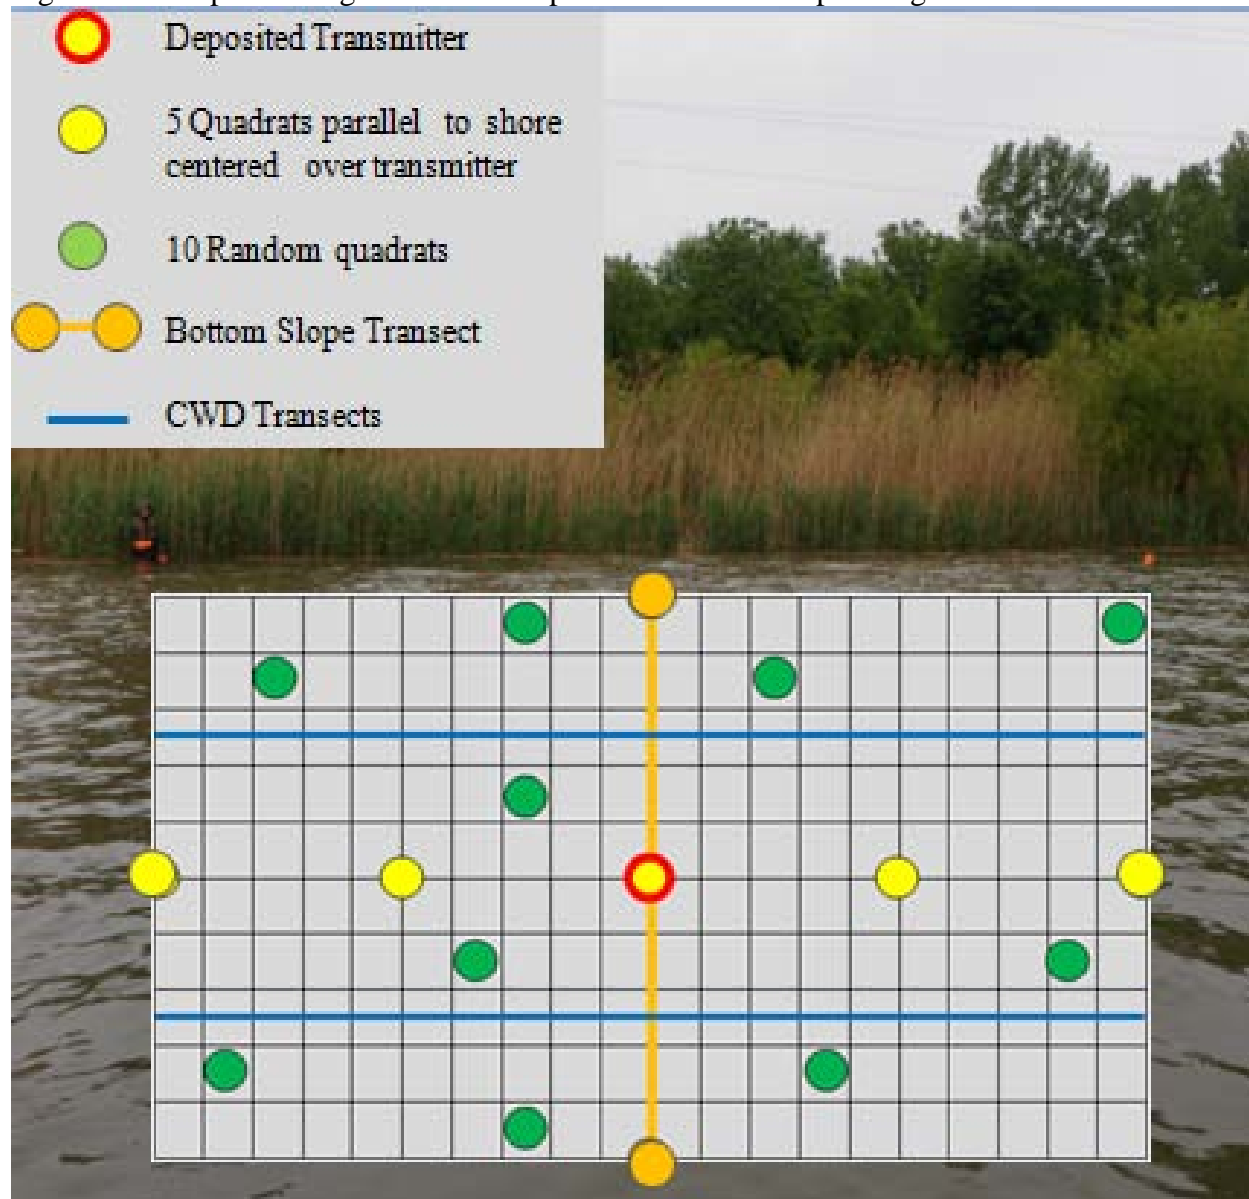 Deposited Transmitter
5 Quadrats parallel to shore
centered over transmitter
10 Random quadrats
Bottom Slope Transect
CWD Transects